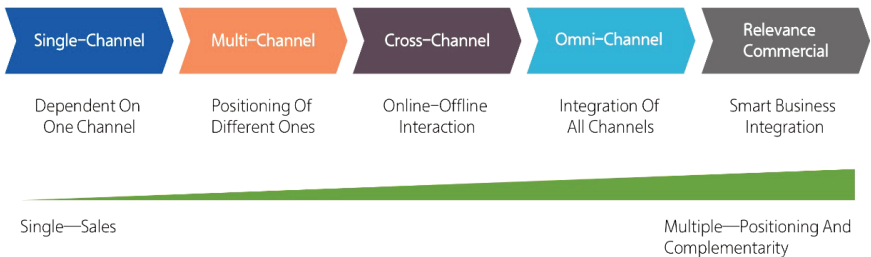 Single-Channel
Multi-Channel
Cross-Channel
Omni-Channel
Relevance
Commercial
Dependent On
One Channel
Positioning Of
Different Ones
Online-Offline
Interaction
Integration Of
All Channels
Smart Business
Integration
Single—Sales
Multiple—Positioning And
Complementarity